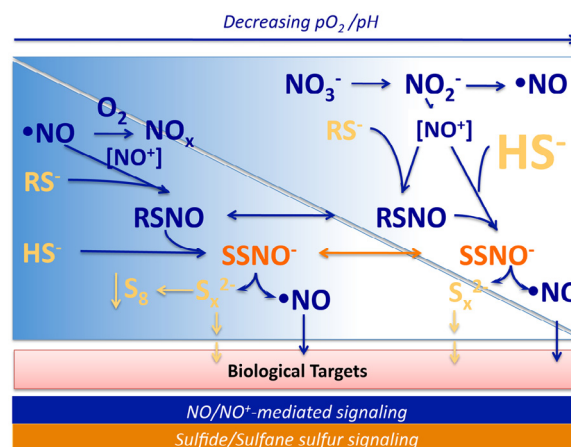 Decreasing pO2/pH
NO3- NO2- •NO
O2
•NO NOx
[NO+]
RS-
[NO+]
HS-
RS-
RSNO
RSNO
HS-
SSNO-
SSNO-
S8 Sx2-
•NO
Sx2-
•NO
Biological Targets
NO/NO+-mediated signaling
Sulfide/Sulfane sulfur signaling